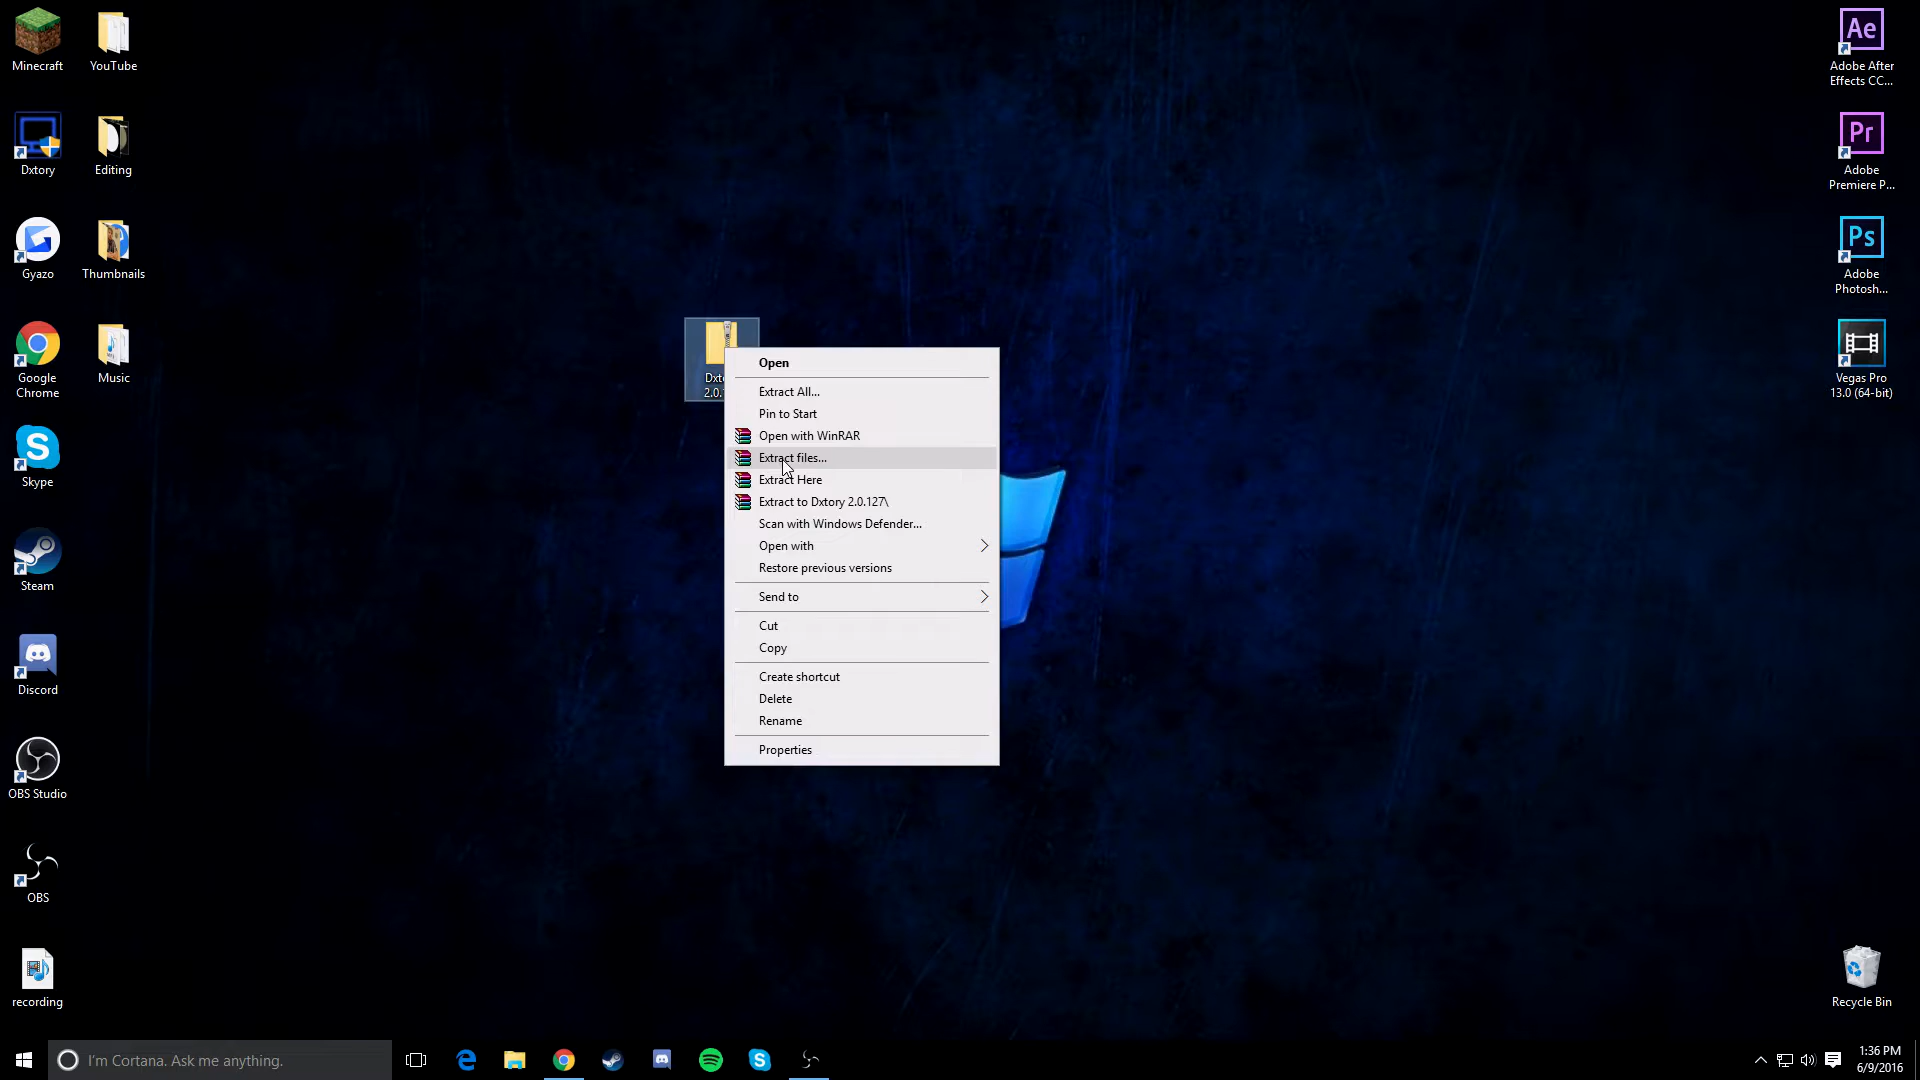 Minecraft
YouTube
Dxtory
Editing
Gyazo
Thumbnails
Google
Chrome
Music
Skype
Steam
Discord
OBS Studio
OBS
recording
Open
Extract All...
Pin to Start
Open with WinRAR
Extract files...
Extract Here
Extract to Dxtory 2.0.127\
Scan with Windows Defender...
Open with
Restore previous versions
Send to
Cut
Copy
Create shortcut
Delete
Rename
Properties
Ae
Adobe After
Effects CC...
Pr
Adobe
Premiere P...
Ps
Adobe
Photosh...
Vegas Pro
13.0 (64-bit)
Recycle Bin
I'm Cortana. Ask me anything.
1:36 PM
6/9/2016